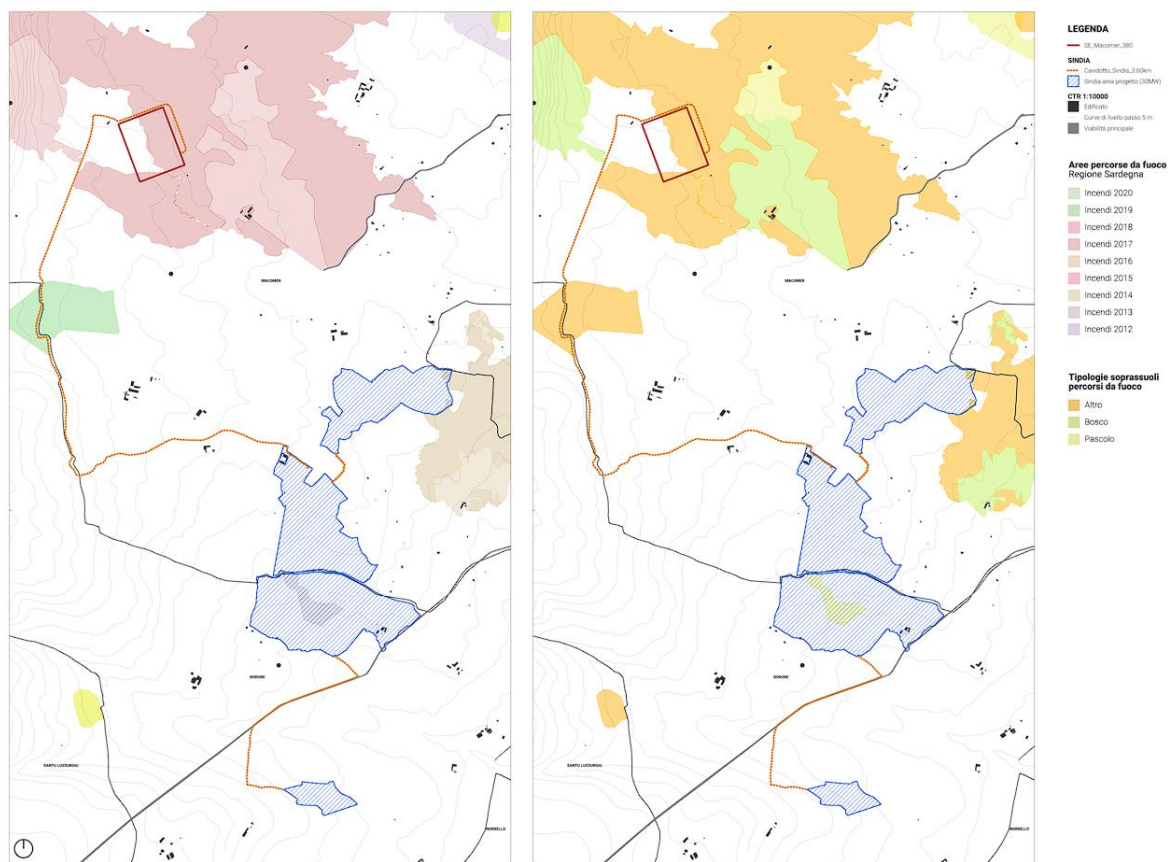 MACOMER
BORORE
SANTU LUSSURGIU
NORBELLO
MACOMER
BORORE
SANTU LUSSURGIU
NORBELLO
LEGENDA
SE_Macomer_380
SINDIA
Cavidotto_Sindia_3.60km
Sindia area progetto (30MW)
CTR 1:10000
Edificato
Curve di livello passo 5 m
Viabilità principale
Aree percorse da fuoco
Regione Sardegna
Incendi 2020
Incendi 2019
Incendi 2018
Incendi 2017
Incendi 2016
Incendi 2015
Incendi 2014
Incendi 2013
Incendi 2012
Tipologie soprassuoli
percorsi da fuoco
Altro
Bosco
Pascolo